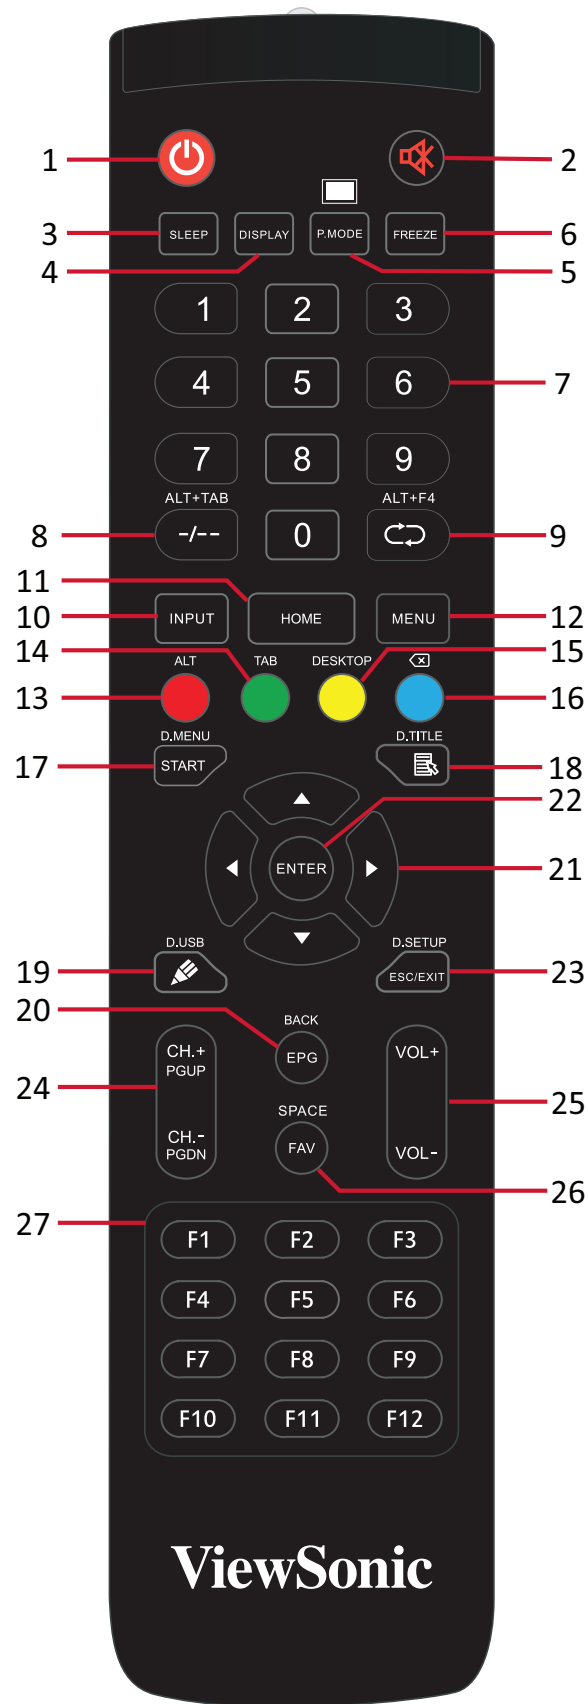 1
2
3
SLEEP
DISPLAY
P.MODE
FREEZE
6
4
5
1
2
3
4
5
6
7
7
8
9
ALT+TAB
ALT+F4
8
-/--
0
9
11
10
INPUT
HOME
MENU
12
14
ALT
TAB
DESKTOP
15
13
16
D.MENU
D.TITLE
17
START
18
22
ENTER
21
D.USB
D.SETUP
19
ESC/EXIT
23
20
BACK
EPG
24
CH.+
PGUP
VOL+
25
SPACE
CH.-
PGDN
FAV
VOL-
26
27
F1
F2
F3
F4
F5
F6
F7
F8
F9
F10
F11
F12
ViewSonic